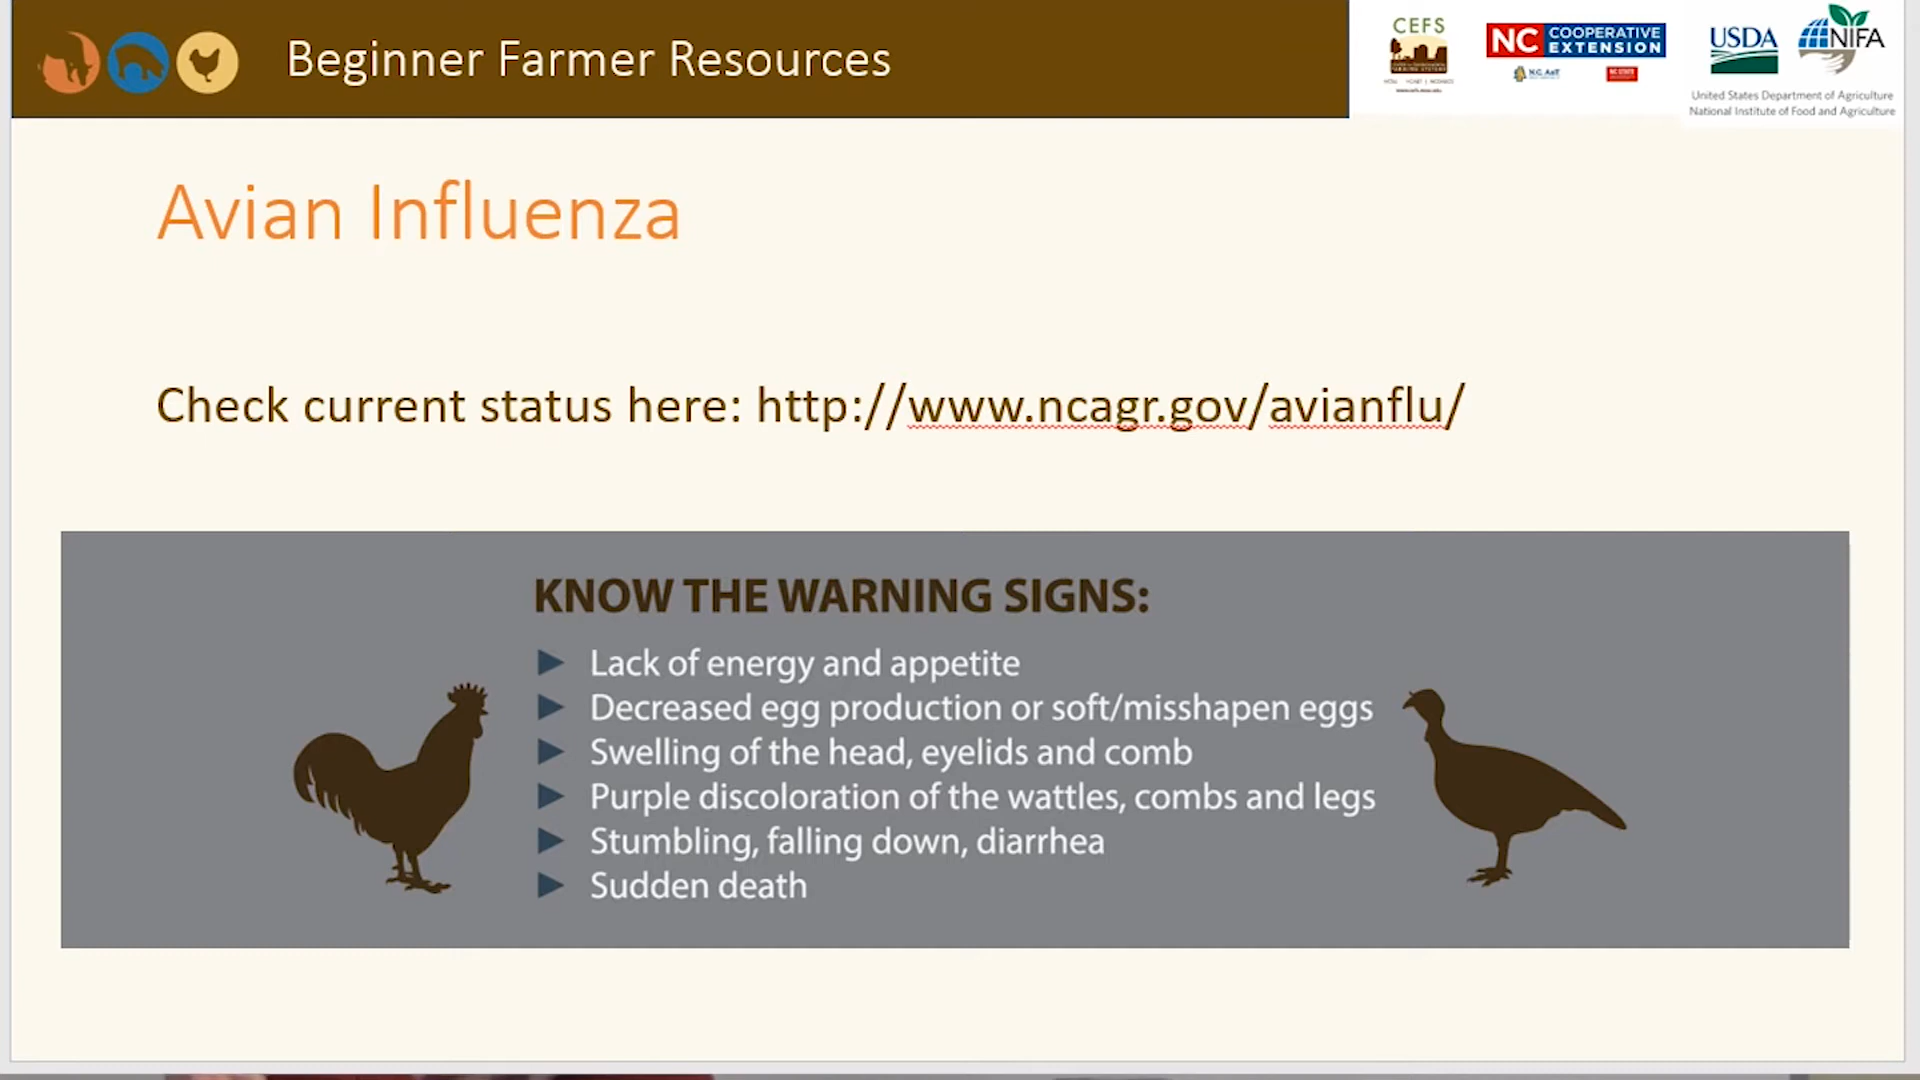 Beginner Farmer Resources
CEFS
NC COOPERATIVE EXTENSION
N.C. A&T
NC STATE
USDA
NIFA
United States Department of Agriculture
National Institute of Food and Agriculture
Avian Influenza
Check current status here: http://www.ncagr.gov/avianflu/
KNOW THE WARNING SIGNS:
Lack of energy and appetite
Decreased egg production or soft/misshapen eggs
Swelling of the head, eyelids and comb
Purple discoloration of the wattles, combs and legs
Stumbling, falling down, diarrhea
Sudden death